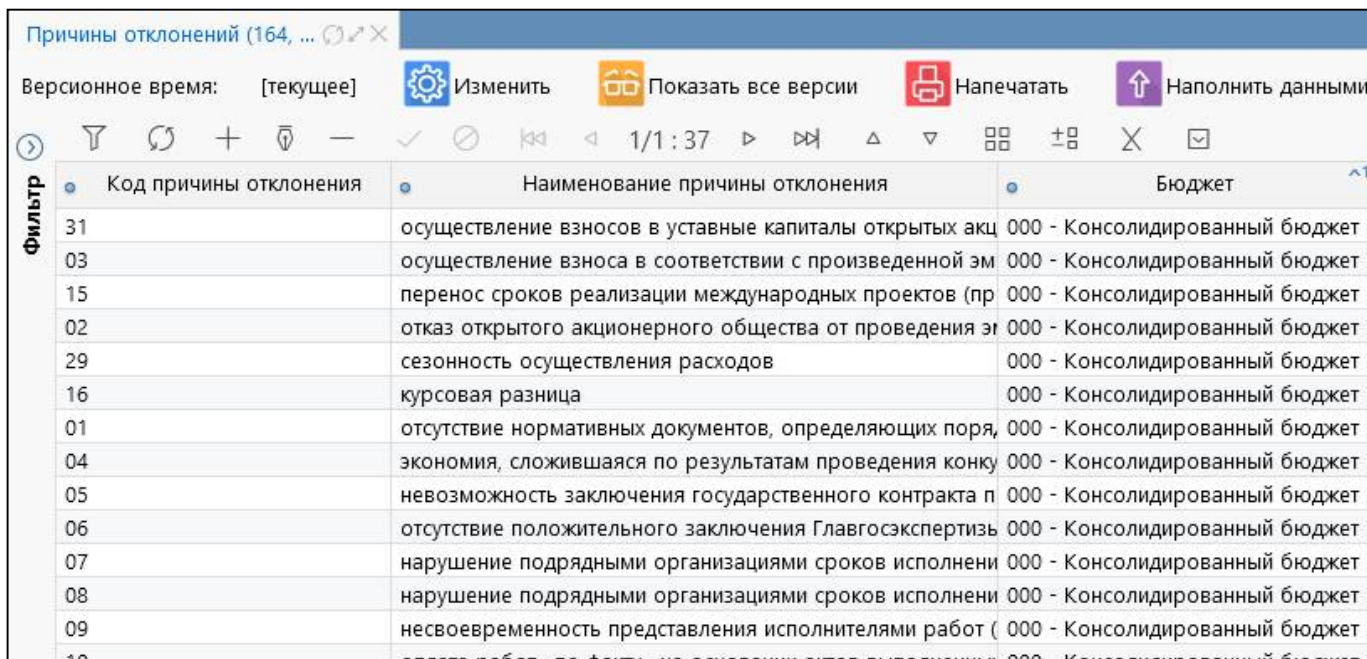 Причины отклонений (164, ...
Версионное время: [текущее] Изменить Показать все версии Напечатать Наполнить данными
1/1 : 37
Фильтр
Код причины отклонения Наименование причины отклонения Бюджет ^1
31 осуществление взносов в уставные капиталы открытых акц 000 - Консолидированный бюджет
03 осуществление взноса в соответствии с произведенной эм 000 - Консолидированный бюджет
15 перенос сроков реализации международных проектов (пр 000 - Консолидированный бюджет
02 отказ открытого акционерного общества от проведения э 000 - Консолидированный бюджет
29 сезонность осуществления расходов 000 - Консолидированный бюджет
16 курсовая разница 000 - Консолидированный бюджет
01 отсутствие нормативных документов, определяющих поря 000 - Консолидированный бюджет
04 экономия, сложившаяся по результатам проведения конку 000 - Консолидированный бюджет
05 невозможность заключения государственного контракта п 000 - Консолидированный бюджет
06 отсутствие положительного заключения Главгосэкспертизы 000 - Консолидированный бюджет
07 нарушение подрядными организациями сроков исполнени 000 - Консолидированный бюджет
08 нарушение подрядными организациями сроков исполнени 000 - Консолидированный бюджет
09 несвоевременность представления исполнителями работ ( 000 - Консолидированный бюджет